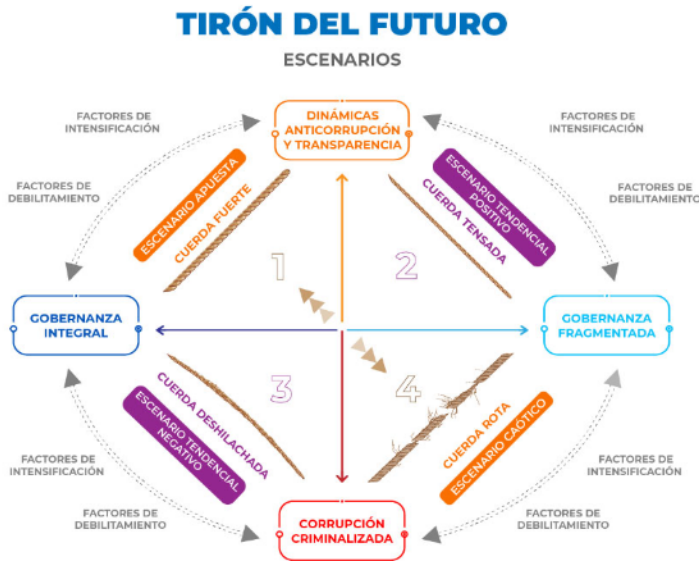 TIRÓN DEL FUTURO
ESCENARIOS
DINÁMICAS
ANTICORRUPCIÓN
Y TRANSPARENCIA
FACTORES DE
INTENSIFICACIÓN
FACTORES DE
INTENSIFICACIÓN
FACTORES DE
DEBILITAMIENTO
FACTORES DE
DEBILITAMIENTO
ESCENARIO APUESTA
CUERDA FUERTE
ESCENARIO TENDENCIAL
POSITIVO
CUERDA TENSADA
1
2
GOBERNANZA
INTEGRAL
GOBERNANZA
FRAGMENTADA
3
4
CUERDA DESHILACHADA
ESCENARIO TENDENCIAL
NEGATIVO
CUERDA ROTA
ESCENARIO CAÓTICO
FACTORES DE
INTENSIFICACIÓN
FACTORES DE
INTENSIFICACIÓN
FACTORES DE
DEBILITAMIENTO
FACTORES DE
DEBILITAMIENTO
CORRUPCIÓN
CRIMINALIZADA